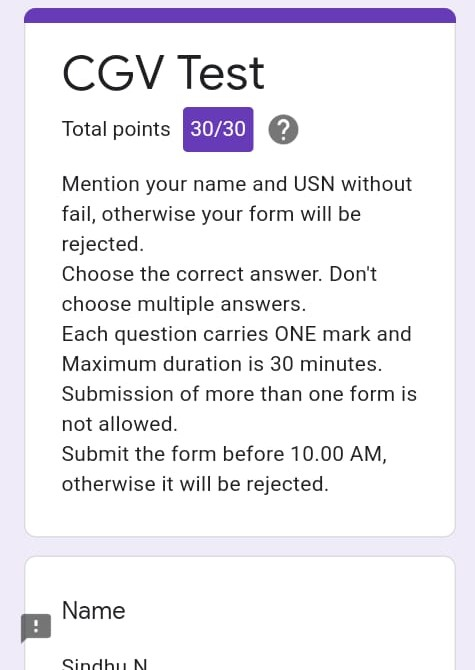 CGV Test
Total points 30/30
Mention your name and USN without
fail, otherwise your form will be
rejected.
Choose the correct answer. Don't
choose multiple answers.
Each question carries ONE mark and
Maximum duration is 30 minutes.
Submission of more than one form is
not allowed.
Submit the form before 10.00 AM,
otherwise it will be rejected.
Name
Sindhu N